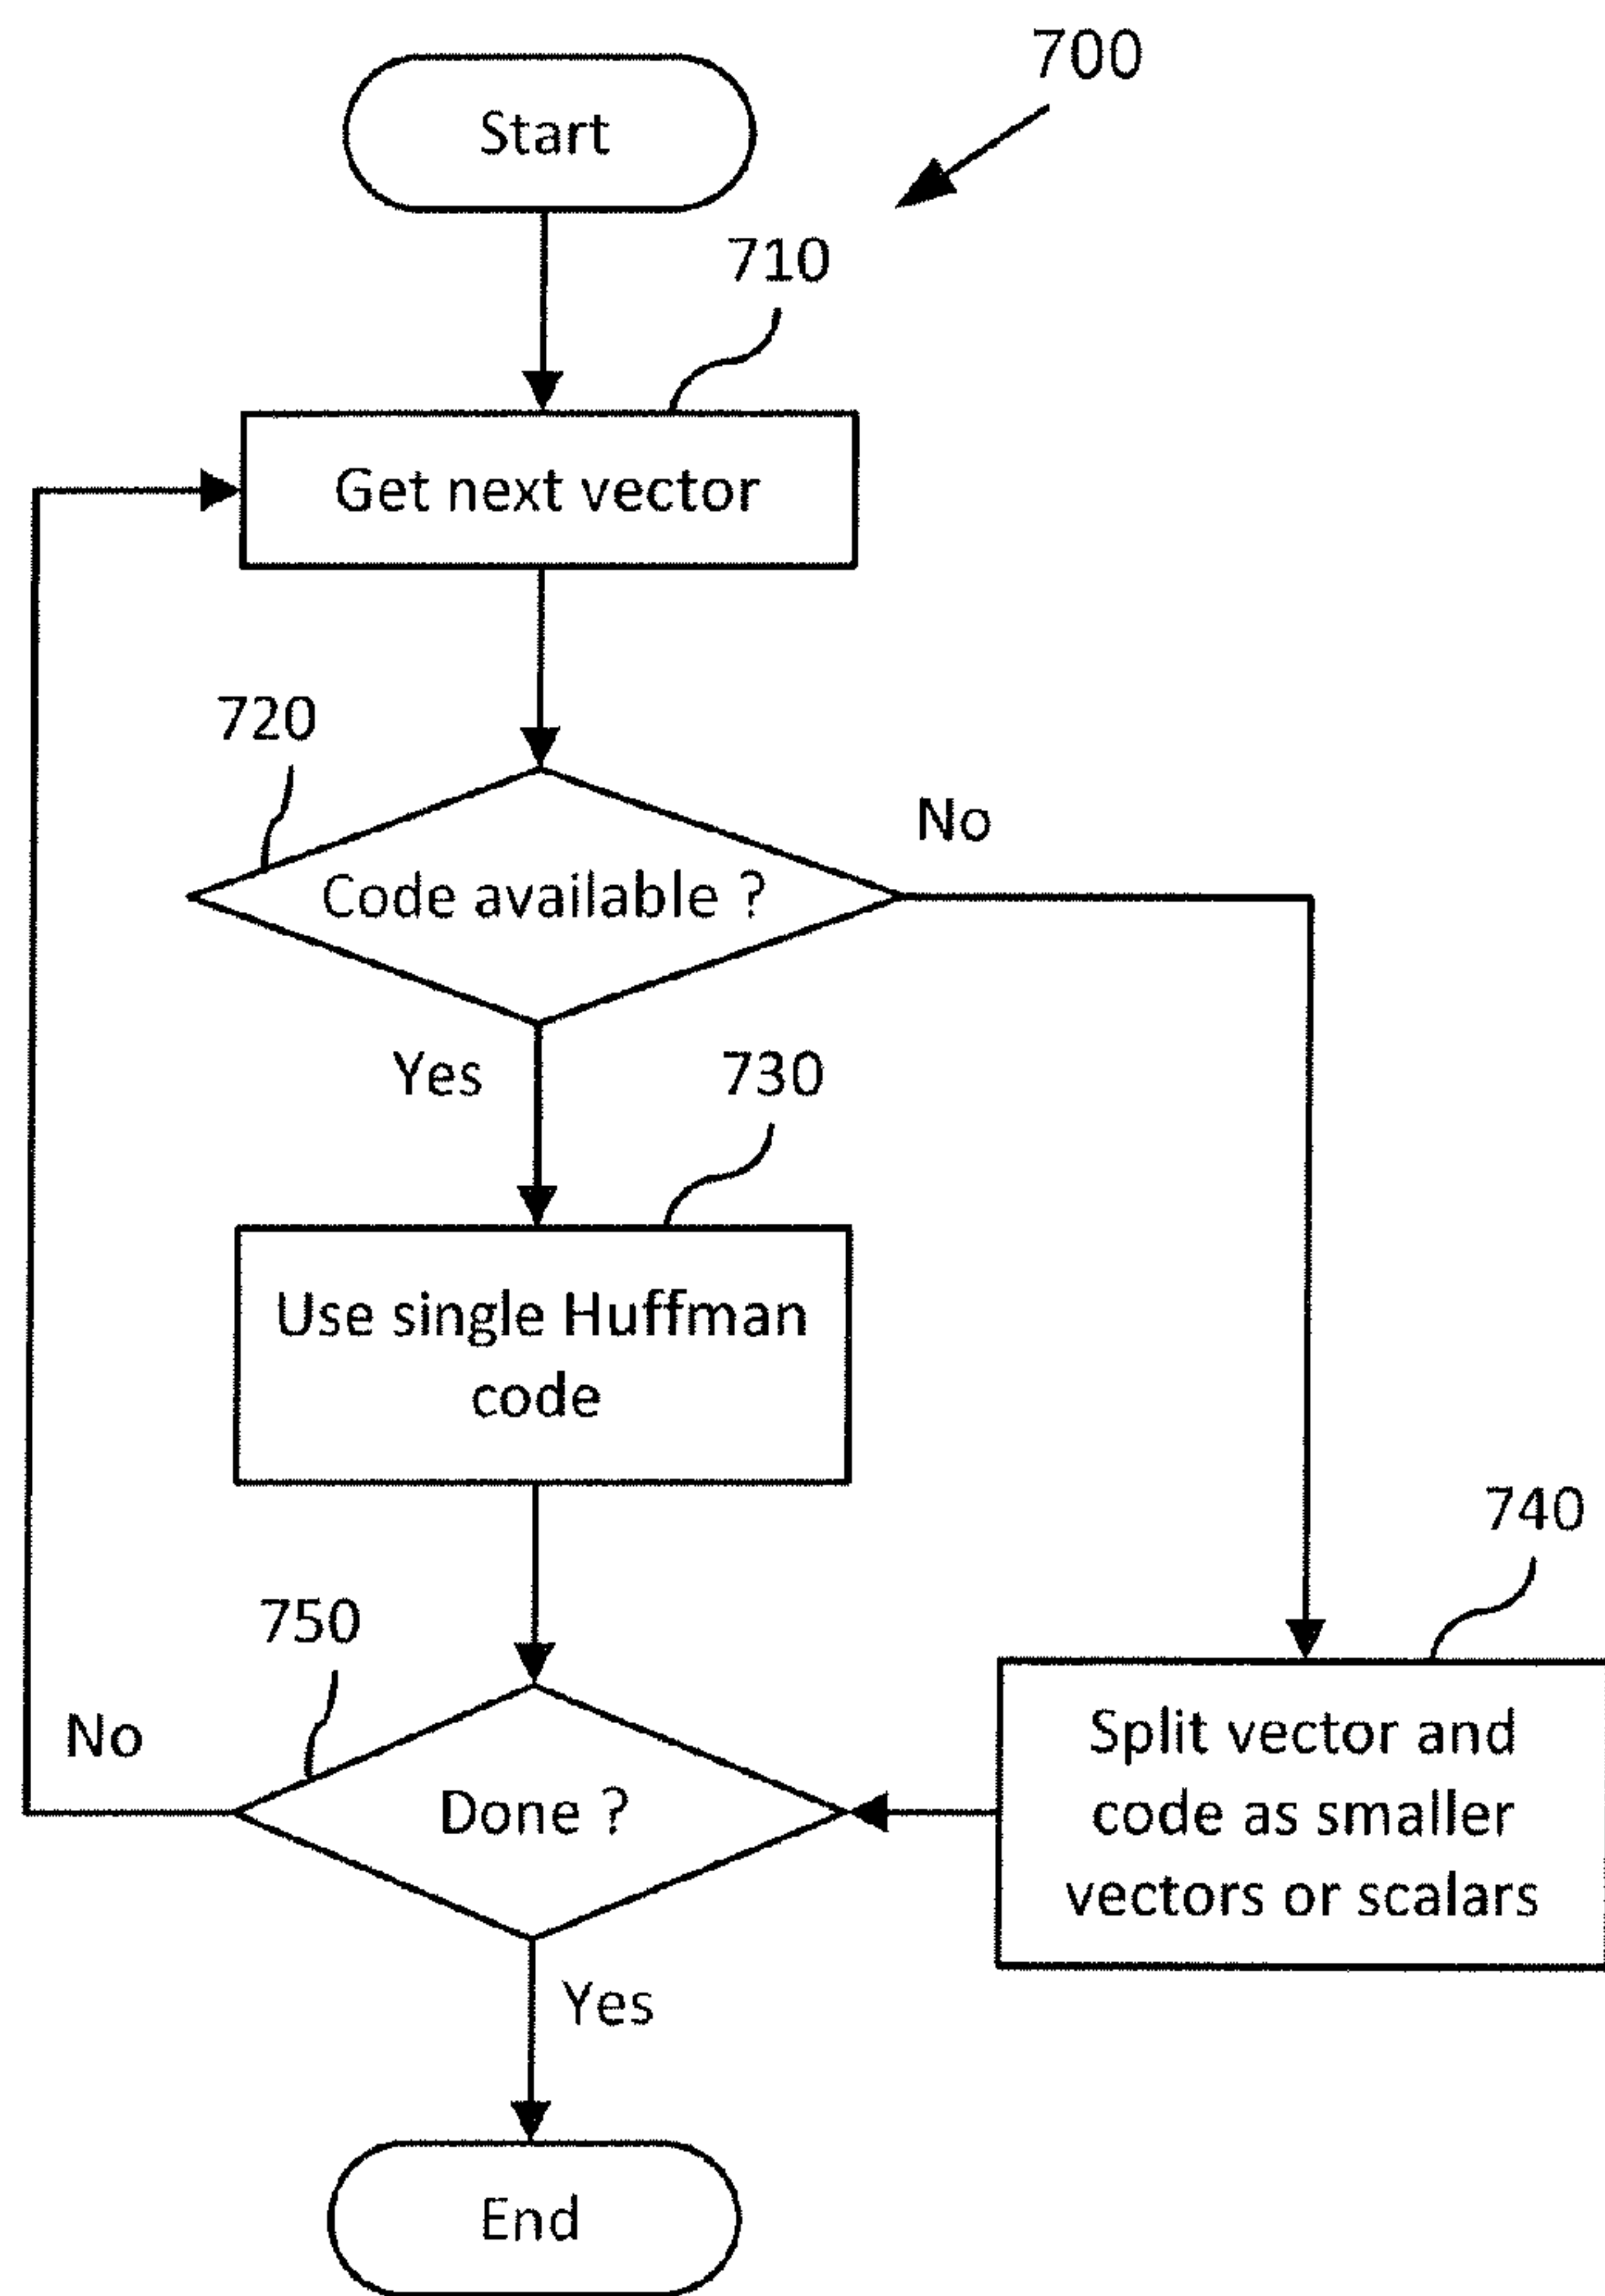 700
Start
710
Get next vector
720
Code available ?
No
Yes
730
Use single Huffman
code
740
750
No
Done ?
Split vector and
code as smaller
vectors or scalars
Yes
End